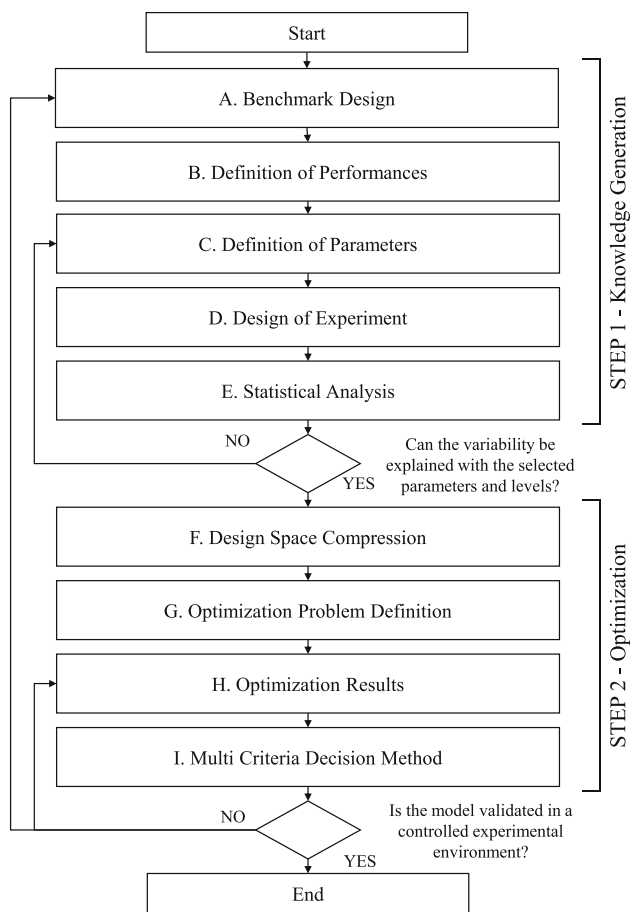 Start
A. Benchmark Design
B. Definition of Performances
C. Definition of Parameters
D. Design of Experiment
E. Statistical Analysis
STEP 1 - Knowledge Generation
NO
YES
Can the variability be
explained with the selected
parameters and levels?
F. Design Space Compression
G. Optimization Problem Definition
H. Optimization Results
I. Multi Criteria Decision Method
STEP 2 - Optimization
NO
YES
Is the model validated in a
controlled experimental
environment?
End